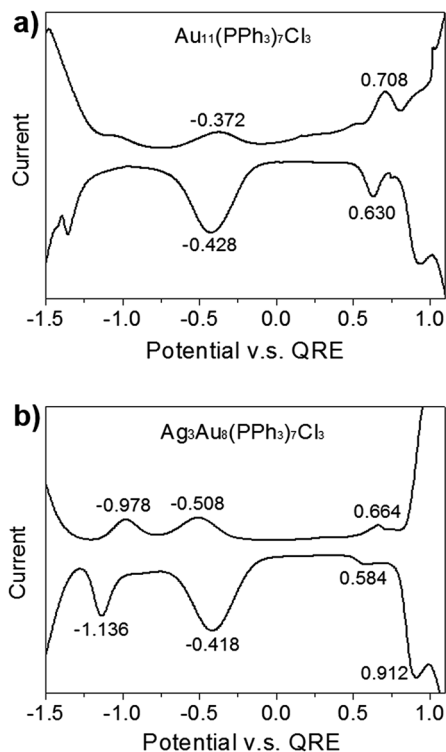 a)
Au₁₁(PPh₃)₇Cl₃
0.708
-0.372
Current
-0.428
0.630
-1.5 -1.0 -0.5 0.0 0.5 1.0
Potential v.s. QRE
b)
Ag₃Au₈(PPh₃)₇Cl₃
-0.978
-0.508
0.664
Current
0.584
-1.136
-0.418
0.912
-1.5 -1.0 -0.5 0.0 0.5 1.0
Potential v.s. QRE